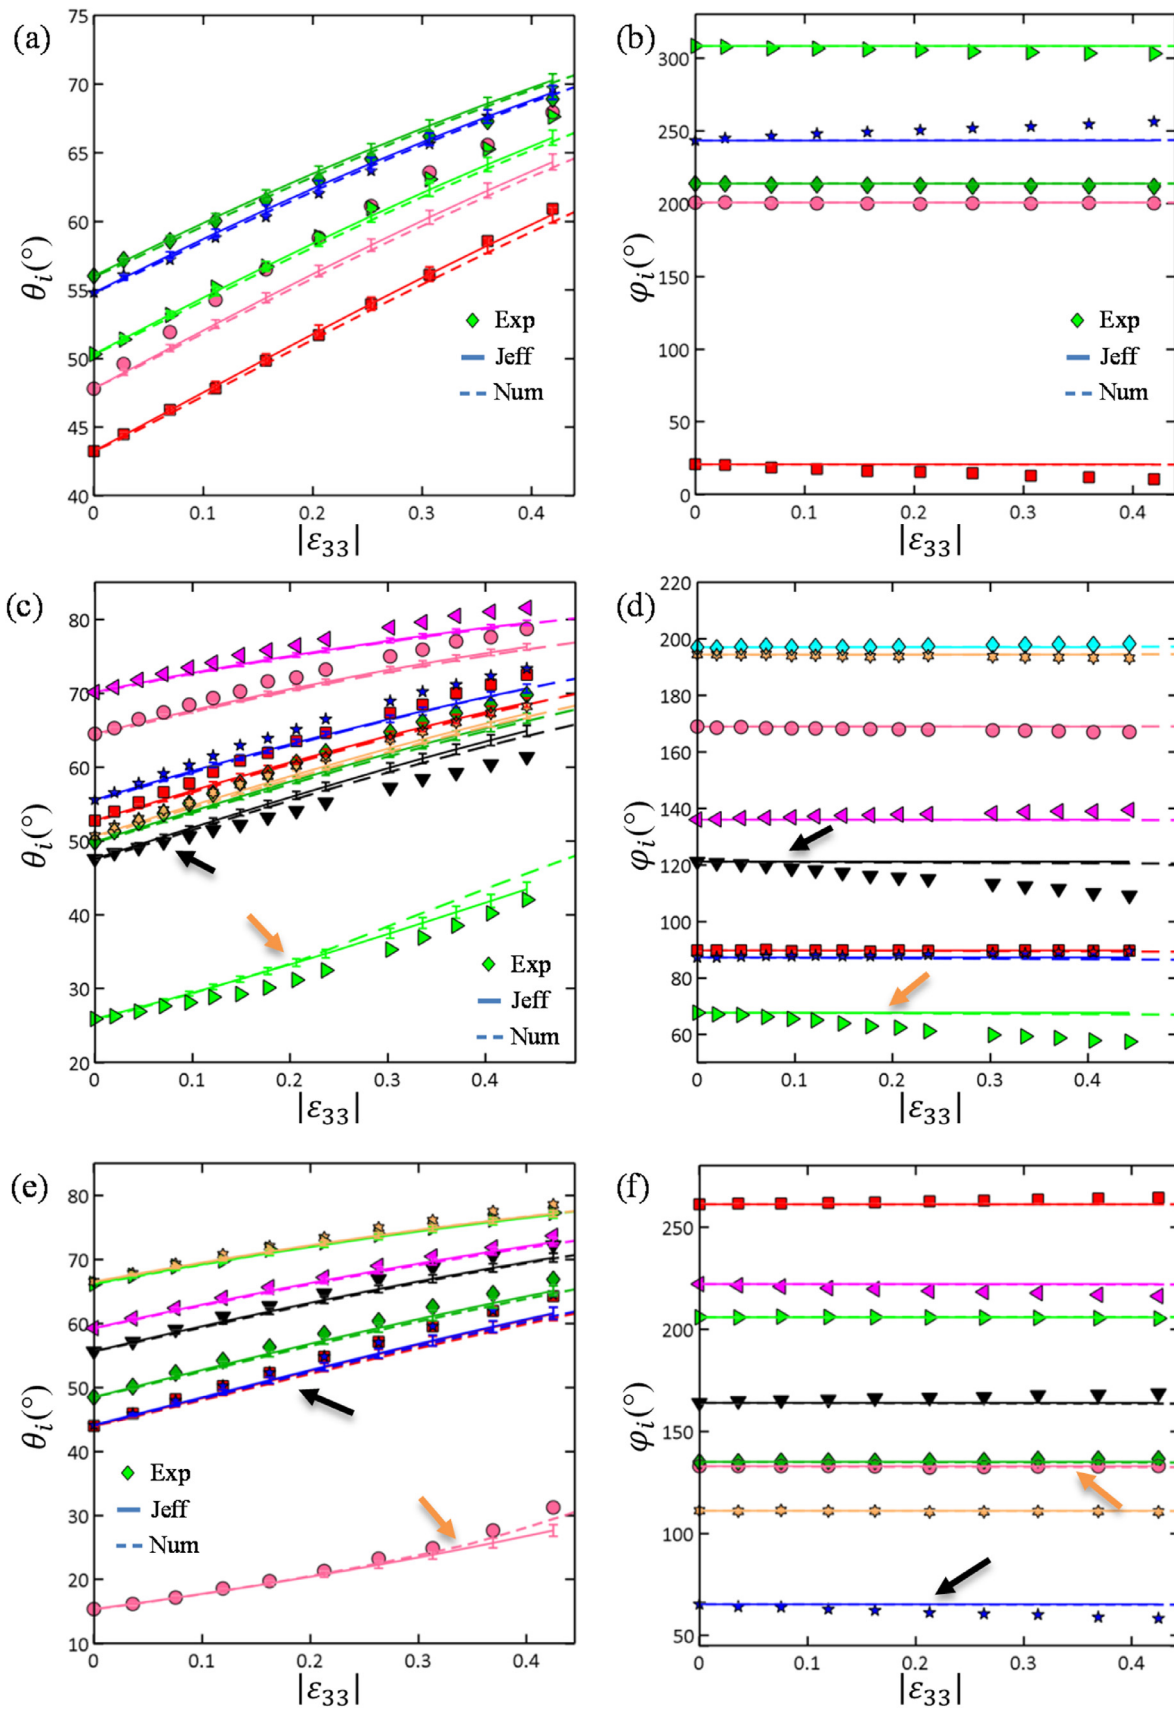 (a)
75
70
65
60
55
50
45
40
θi(°)
Exp
Jeff
Num
0 0.1 0.2 0.3 0.4
|ε33|
(b)
300
250
200
150
100
50
0
φi(°)
Exp
Jeff
Num
0 0.1 0.2 0.3 0.4
|ε33|
(c)
80
70
60
50
40
30
20
θi(°)
Exp
Jeff
Num
0 0.1 0.2 0.3 0.4
|ε33|
(d)
220
200
180
160
140
120
100
80
60
φi(°)
0 0.1 0.2 0.3 0.4
|ε33|
(e)
80
70
60
50
40
30
20
10
θi(°)
Exp
Jeff
Num
0 0.1 0.2 0.3 0.4
|ε33|
(f)
250
200
150
100
50
φi(°)
0 0.1 0.2 0.3 0.4
|ε33|